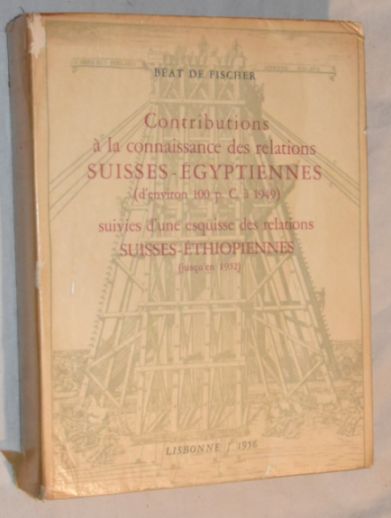 BÉAT DE FISCHER
Contributions
à la connaissance des relations
SUISSES-ÉGYPTIENNES
(d'environ 100 p. C. à 1949)
suivies d'une esquisse des relations
SUISSES-ÉTHIOPIENNES
(jusqu'en 1952)
LISBONNE / 1956